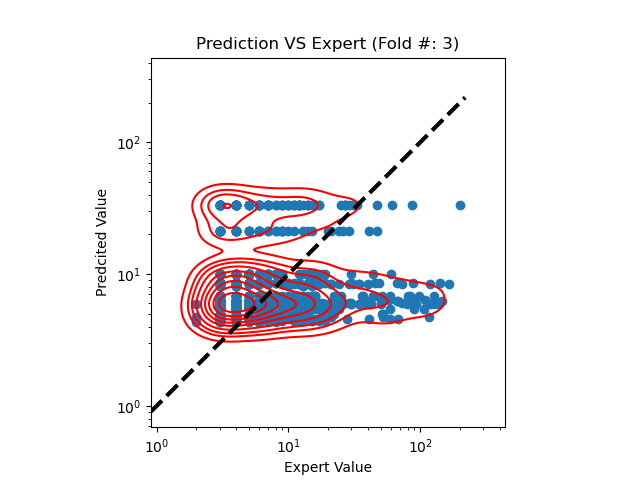 Prediction VS Expert (Fold #: 3)
Predcited Value
10²
10¹
10⁰
10⁰ 10¹ 10²
Expert Value